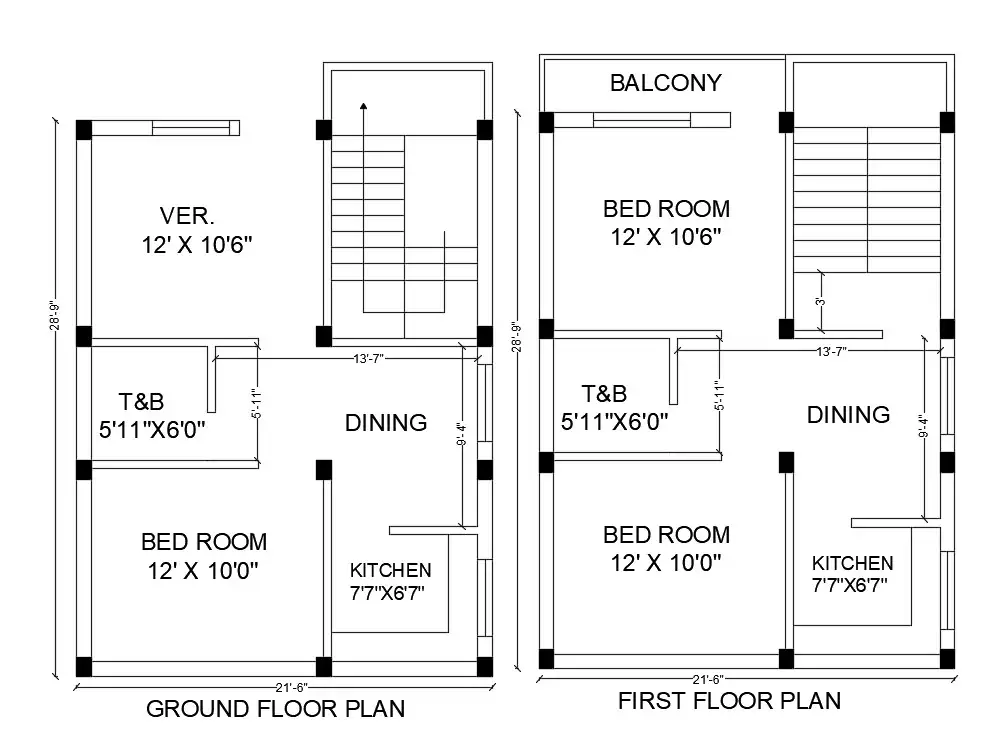 VER.
12' X 10'6"
28'-9"
13'-7"
T&B
5'11"X6'0"
5'-11"
DINING
9'-4"
BED ROOM
12' X 10'0"
KITCHEN
7'7"X6'7"
21'-6"
GROUND FLOOR PLAN
BALCONY
BED ROOM
12' X 10'6"
3'
28'-9"
13'-7"
T&B
5'11"X6'0"
5'-11"
DINING
9'-4"
BED ROOM
12' X 10'0"
KITCHEN
7'7"X6'7"
21'-6"
FIRST FLOOR PLAN